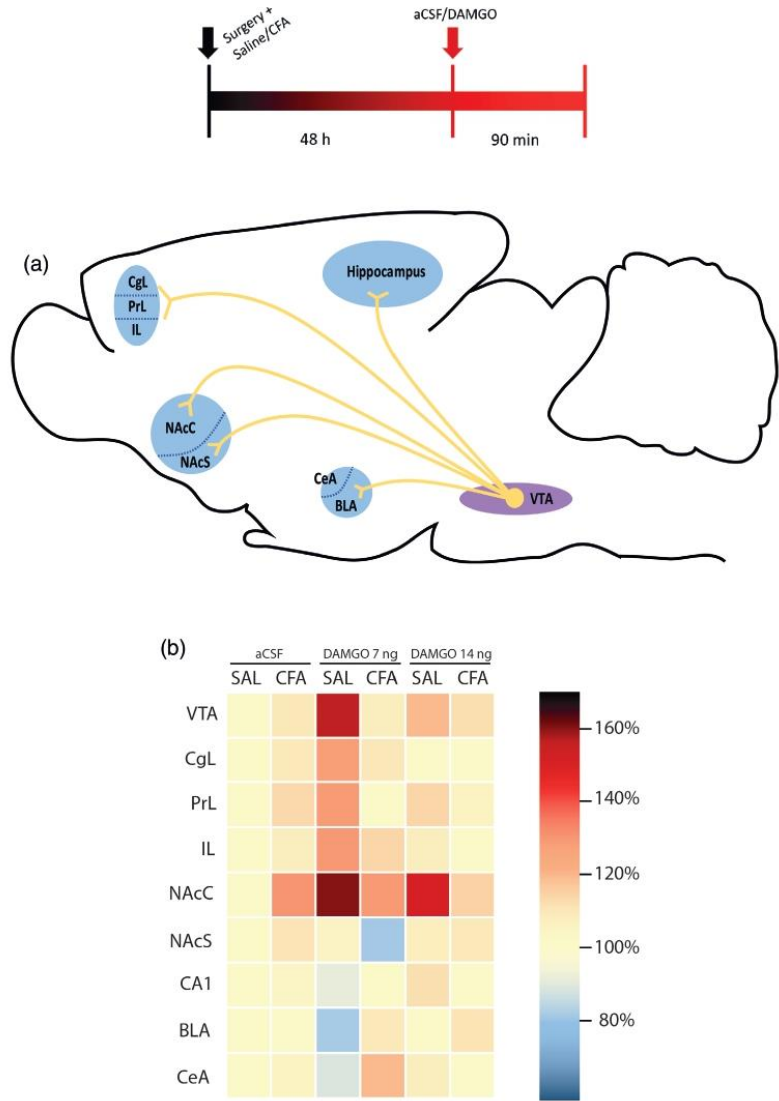 Surgery +
Saline/CFA
aCSF/DAMGO
48 h
90 min
(a)
CgL
PrL
IL
Hippocampus
NAcC
NAcS
CeA
BLA
VTA
(b)
aCSF DAMGO 7 ng DAMGO 14 ng
SAL CFA SAL CFA SAL CFA
VTA
CgL
PrL
IL
NAcC
NAcS
CA1
BLA
CeA
160%
140%
120%
100%
80%